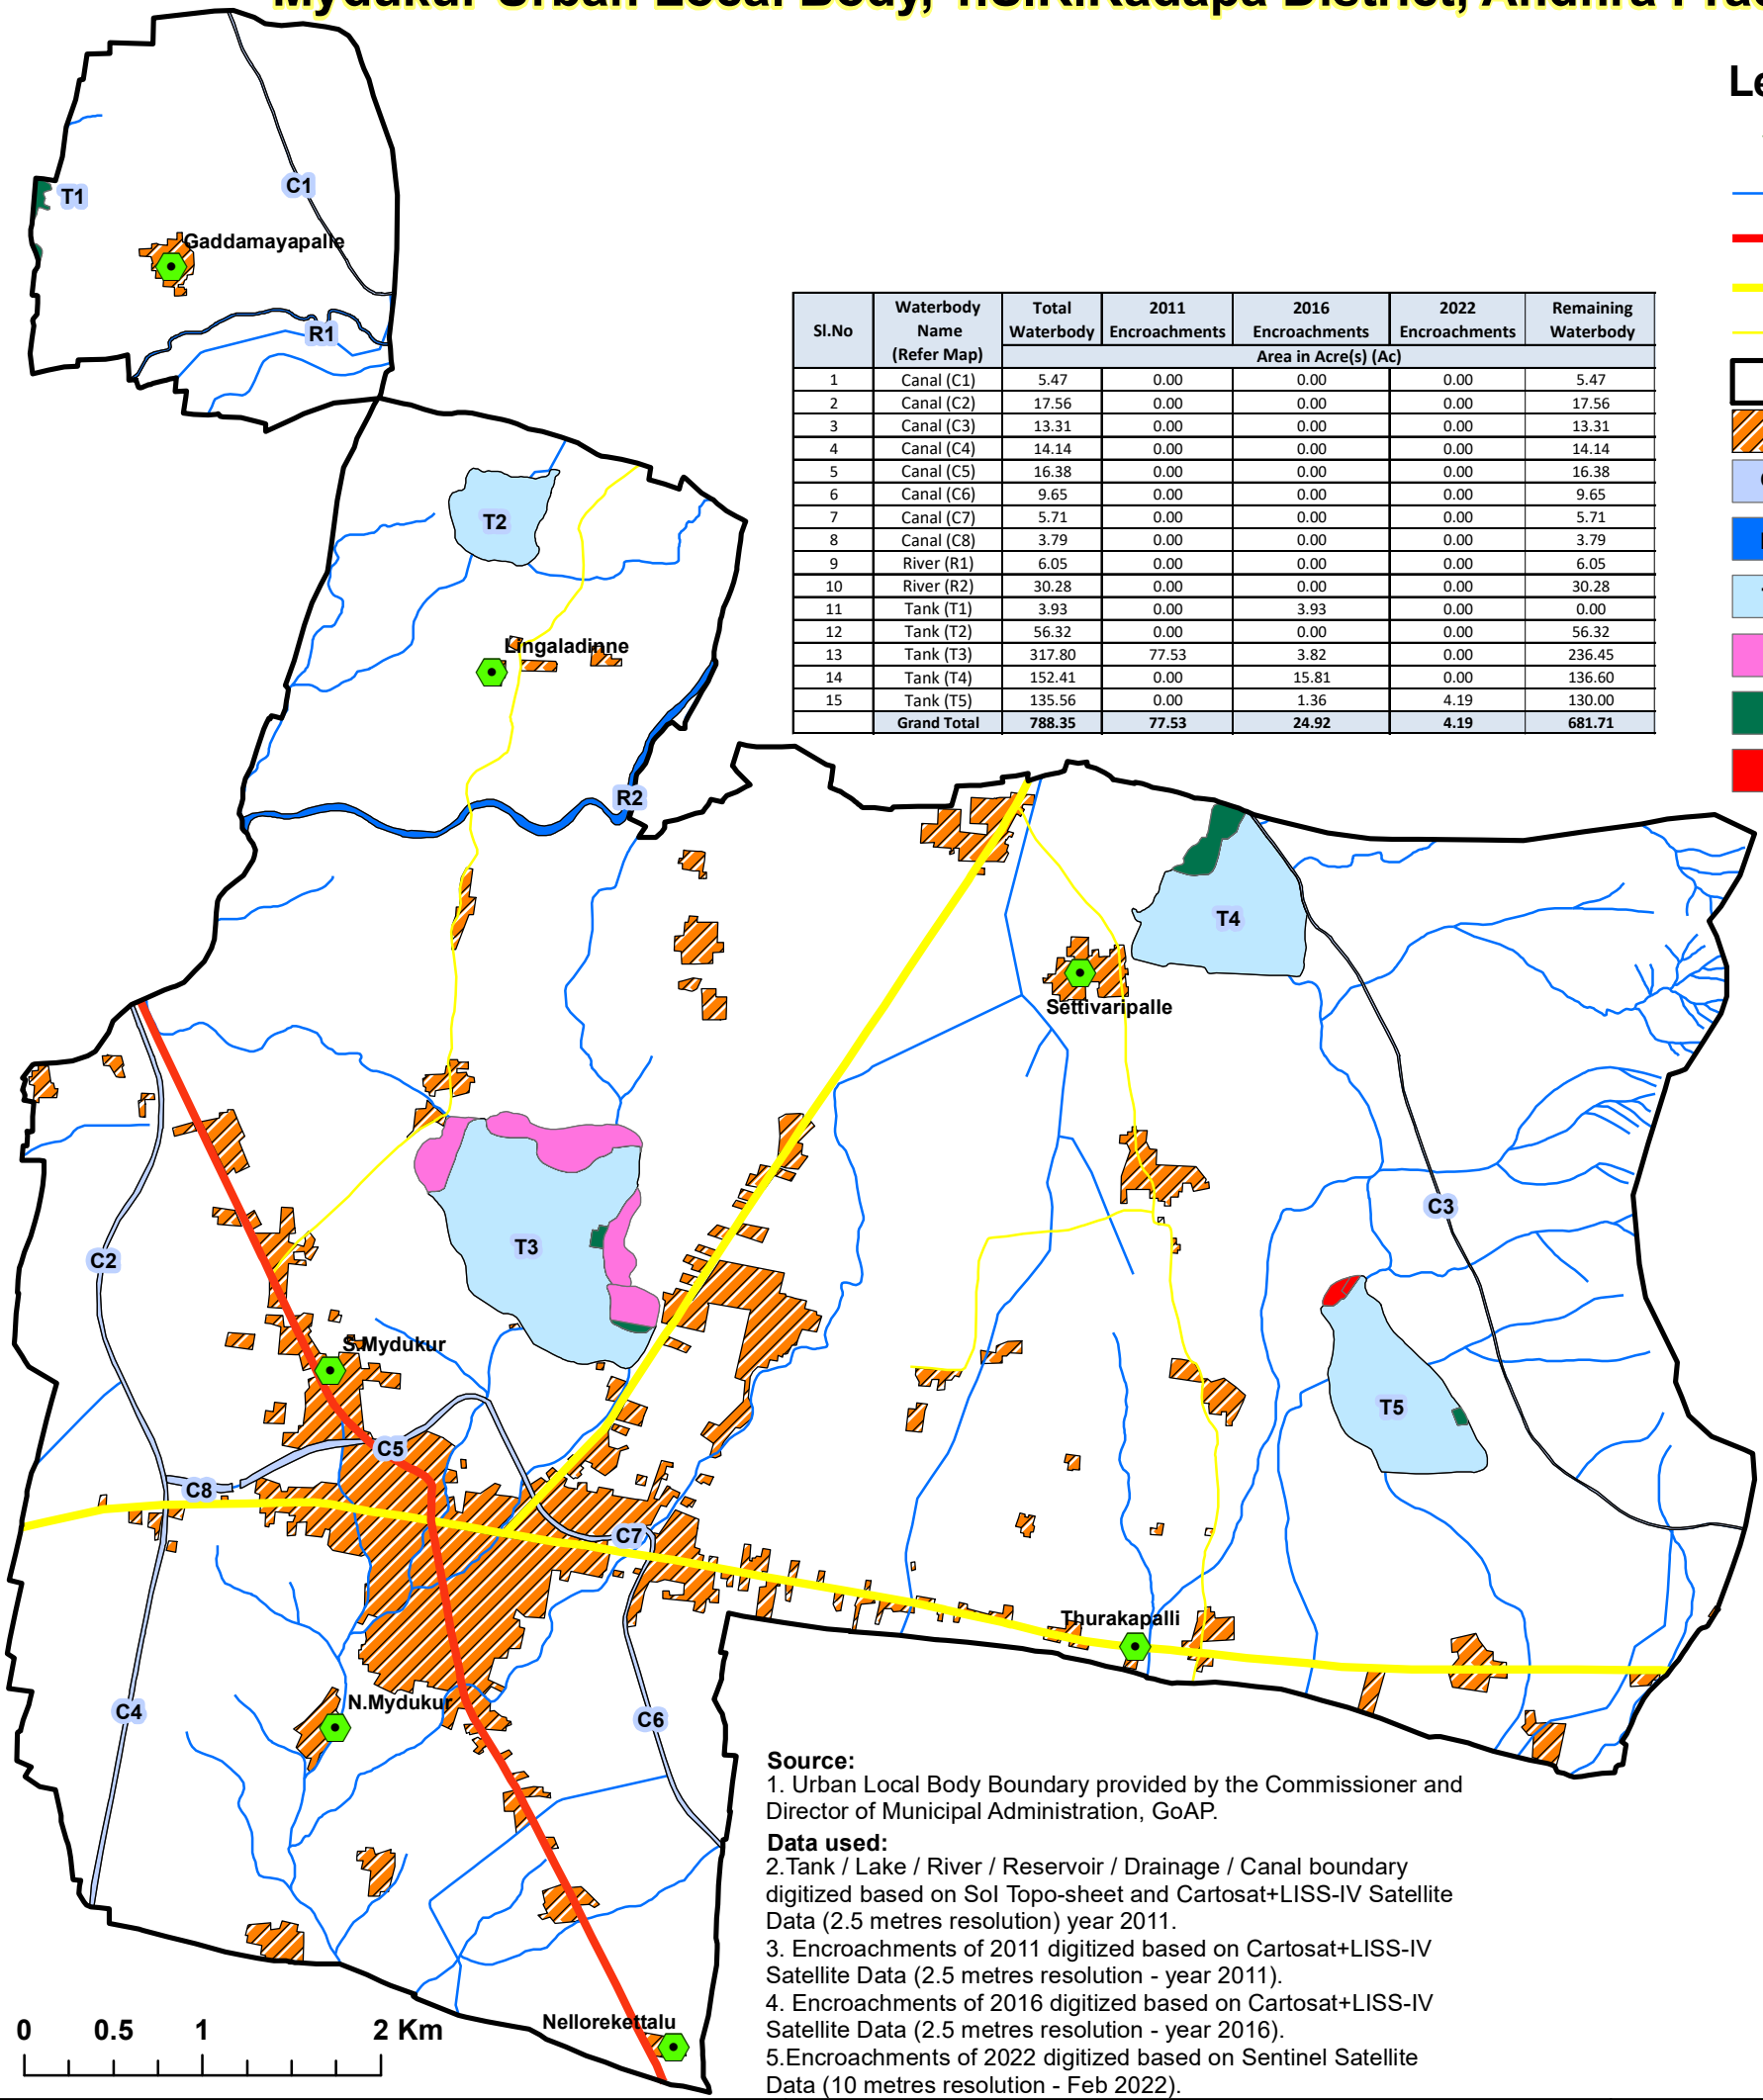 Mydukur Urban Local Body, Y.S.R.Kadapa District, Andhra Prad
Le
T1
C1
Gaddamayapalle
R1
Sl.No | Waterbody Name (Refer Map) | Total Waterbody | 2011 Encroachments | 2016 Encroachments | 2022 Encroachments | Remaining Waterbody
Area in Acre(s) (Ac)
1 | Canal (C1) | 5.47 | 0.00 | 0.00 | 0.00 | 5.47
2 | Canal (C2) | 17.56 | 0.00 | 0.00 | 0.00 | 17.56
3 | Canal (C3) | 13.31 | 0.00 | 0.00 | 0.00 | 13.31
4 | Canal (C4) | 14.14 | 0.00 | 0.00 | 0.00 | 14.14
5 | Canal (C5) | 16.38 | 0.00 | 0.00 | 0.00 | 16.38
6 | Canal (C6) | 9.65 | 0.00 | 0.00 | 0.00 | 9.65
7 | Canal (C7) | 5.71 | 0.00 | 0.00 | 0.00 | 5.71
8 | Canal (C8) | 3.79 | 0.00 | 0.00 | 0.00 | 3.79
9 | River (R1) | 6.05 | 0.00 | 0.00 | 0.00 | 6.05
10 | River (R2) | 30.28 | 0.00 | 0.00 | 0.00 | 30.28
11 | Tank (T1) | 3.93 | 0.00 | 3.93 | 0.00 | 0.00
12 | Tank (T2) | 56.32 | 0.00 | 0.00 | 0.00 | 56.32
13 | Tank (T3) | 317.80 | 77.53 | 3.82 | 0.00 | 236.45
14 | Tank (T4) | 152.41 | 0.00 | 15.81 | 0.00 | 136.60
15 | Tank (T5) | 135.56 | 0.00 | 1.36 | 4.19 | 130.00
Grand Total | 788.35 | 77.53 | 24.92 | 4.19 | 681.71
T2
Lingaladinne
R2
T4
Settivaripalle
C3
C2
T3
S.Mydukur
T5
C5
C8
C7
Thurakapalli
N.Mydukur
C4
C6
Source:
1. Urban Local Body Boundary provided by the Commissioner and
Director of Municipal Administration, GoAP.
Data used:
2.Tank / Lake / River / Reservoir / Drainage / Canal boundary
digitized based on SoI Topo-sheet and Cartosat+LISS-IV Satellite
Data (2.5 metres resolution) year 2011.
3. Encroachments of 2011 digitized based on Cartosat+LISS-IV
Satellite Data (2.5 metres resolution - year 2011).
4. Encroachments of 2016 digitized based on Cartosat+LISS-IV
Satellite Data (2.5 metres resolution - year 2016).
5.Encroachments of 2022 digitized based on Sentinel Satellite
Data (10 metres resolution - Feb 2022).
Nellorekettalu
0 0.5 1 2 Km